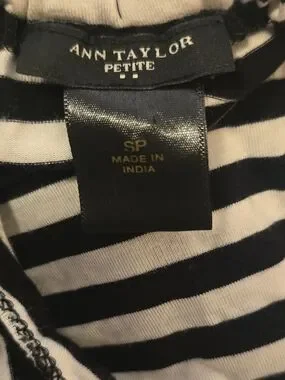 ANN TAYLOR
PETITE
SP
MADE IN
INDIA